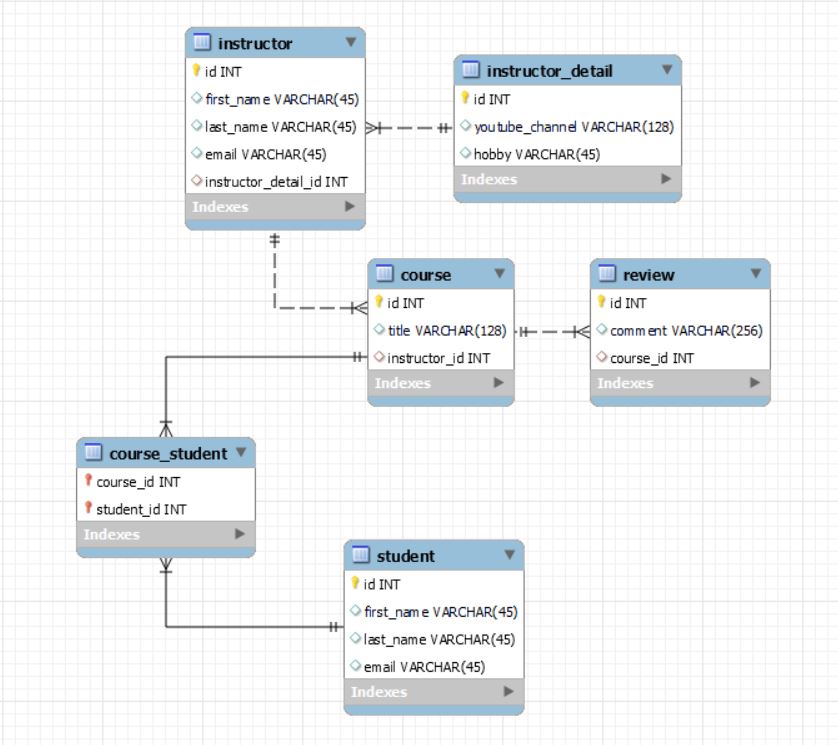 instructor
id INT
first_name VARCHAR(45)
last_name VARCHAR(45)
email VARCHAR(45)
instructor_detail_id INT
Indexes
instructor_detail
id INT
youtube_channel VARCHAR(128)
hobby VARCHAR(45)
Indexes
course
id INT
title VARCHAR(128)
instructor_id INT
Indexes
review
id INT
comment VARCHAR(256)
course_id INT
Indexes
course_student
course_id INT
student_id INT
Indexes
student
id INT
first_name VARCHAR(45)
last_name VARCHAR(45)
email VARCHAR(45)
Indexes